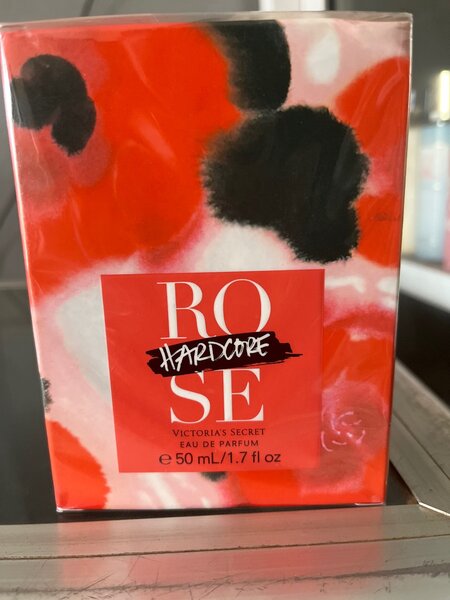 RO
HARDCORE
SE
VICTORIA'S SECRET
EAU DE PARFUM
℮ 50 mL/1.7 fl oz